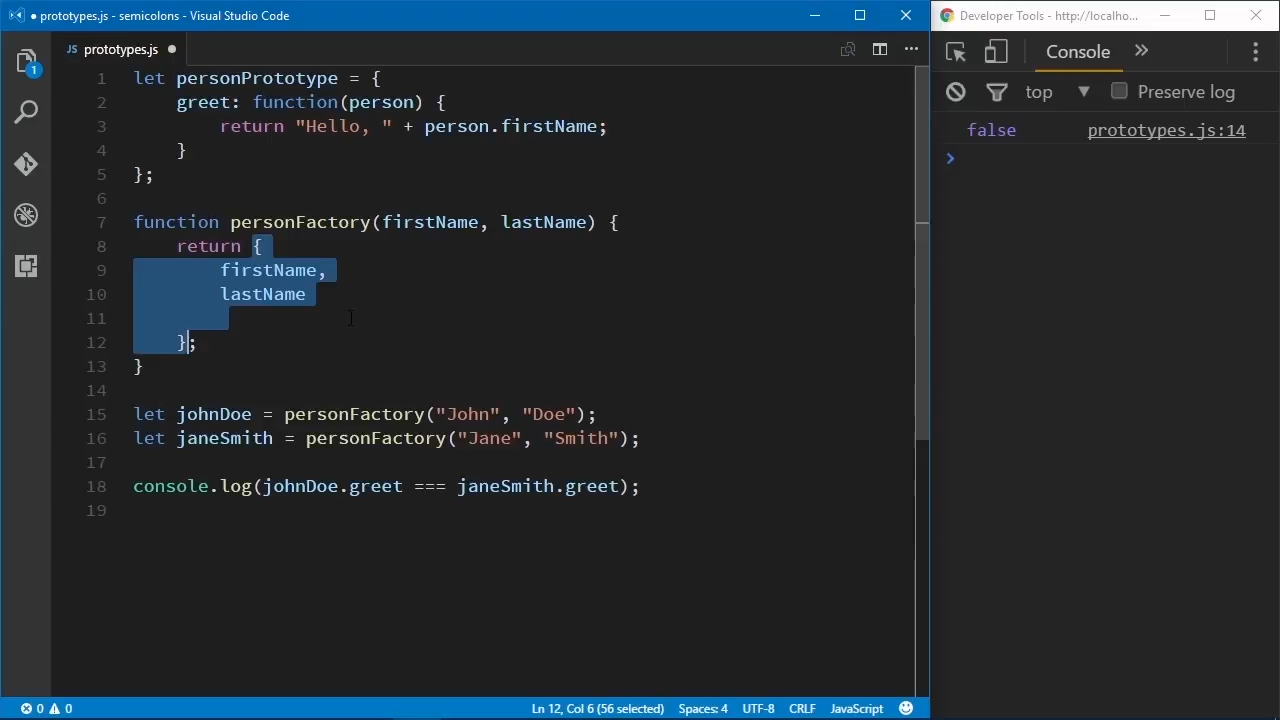 ● prototypes.js - semicolons - Visual Studio Code
JS prototypes.js ●
1
1 let personPrototype = {
2     greet: function(person) {
3         return "Hello, " + person.firstName;
4     }
5 };
6
7 function personFactory(firstName, lastName) {
8     return {
9         firstName,
10         lastName
11
12     };
13 }
14
15 let johnDoe = personFactory("John", "Doe");
16 let janeSmith = personFactory("Jane", "Smith");
17
18 console.log(johnDoe.greet === janeSmith.greet);
19
0 0 Ln 12, Col 6 (56 selected) Spaces: 4 UTF-8 CRLF JavaScript
Developer Tools - http://localho...
Console »
top ▼ Preserve log
false prototypes.js:14